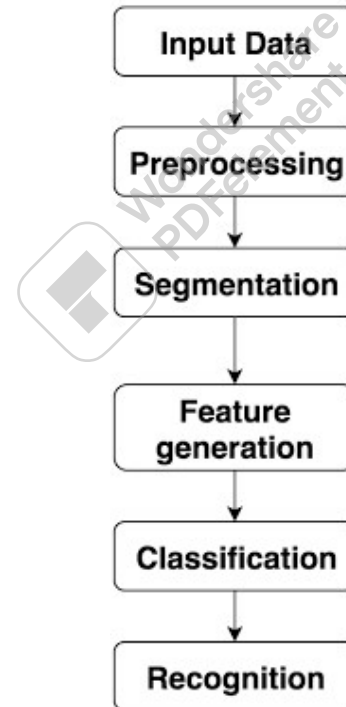 Input Data
Preprocessing
Segmentation
Feature
generation
Classification
Recognition
Wondershare
PDFelement